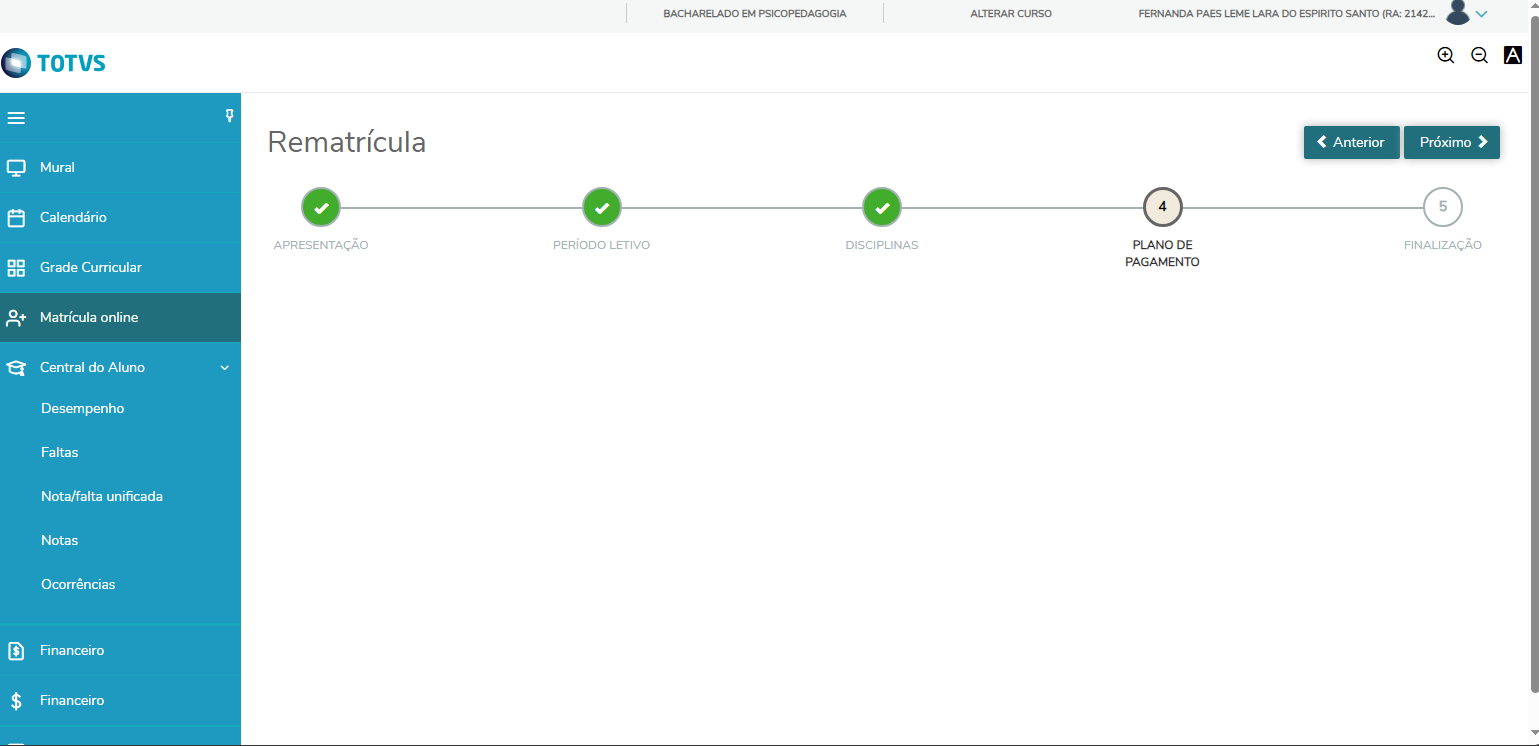 BACHARELADO EM PSICOPEDAGOGIA
ALTERAR CURSO
FERNANDA PAES LEME LARA DO ESPIRITO SANTO (RA: 2142...
TOTVS
A
Rematrícula
Anterior
Próximo
4
5
APRESENTAÇÃO
PERÍODO LETIVO
DISCIPLINAS
PLANO DE
PAGAMENTO
FINALIZAÇÃO
Mural
Calendário
Grade Curricular
Matrícula online
Central do Aluno
Desempenho
Faltas
Nota/falta unificada
Notas
Ocorrências
Financeiro
Financeiro